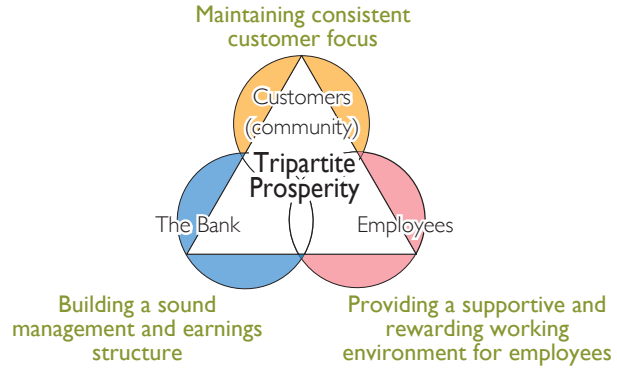 Maintaining consistent
customer focus
Customers
(community)
Tripartite
Prosperity
The Bank
Employees
Building a sound
management and earnings
structure
Providing a supportive and
rewarding working
environment for employees